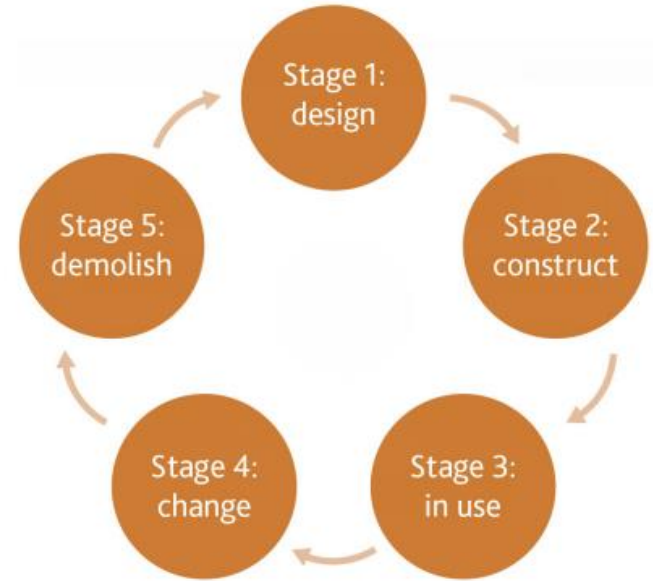 Stage 1:
design
Stage 2:
construct
Stage 3:
in use
Stage 4:
change
Stage 5:
demolish